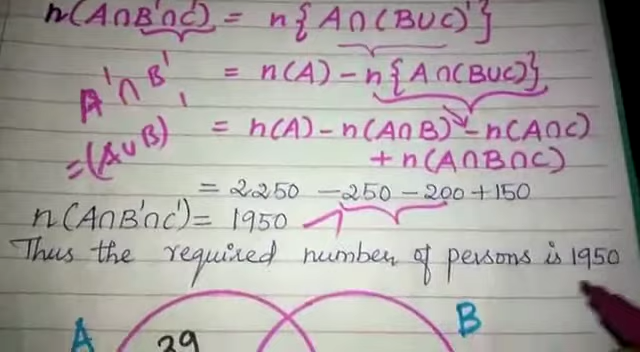 n(A∩B'∩C') = n{A∩(B∪C)'}
A'∩B' = n(A) - n{A∩(B∪C)}
=(A∪B)' = n(A) - n(A∩B) - n(A∩C)
+ n(A∩B∩C)
= 2250 - 250 - 200 + 150
n(A∩B'∩C') = 1950
Thus the required number of persons is 1950
A 39 B